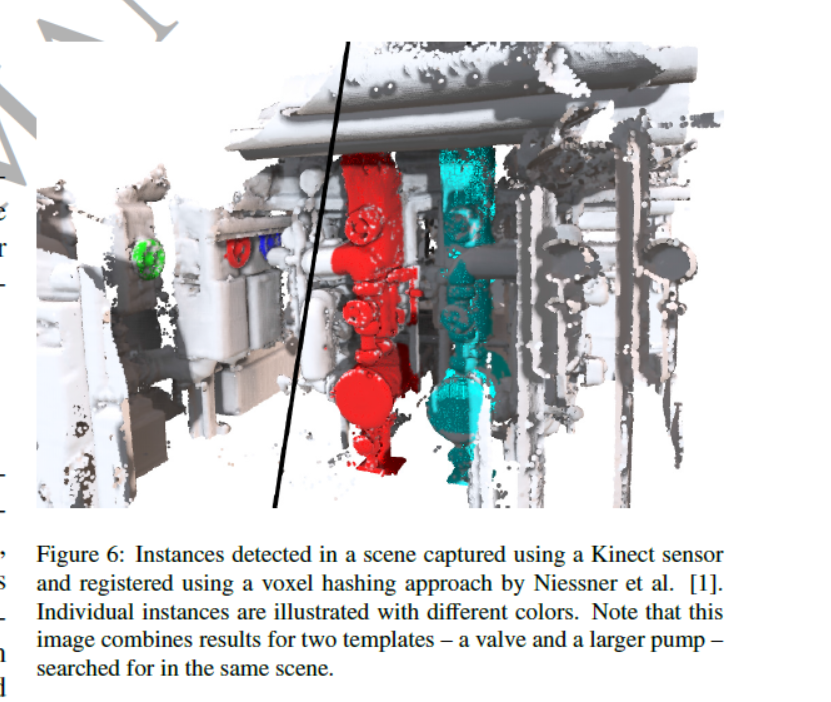 Figure 6: Instances detected in a scene captured using a Kinect sensor
and registered using a voxel hashing approach by Niessner et al. [1].
Individual instances are illustrated with different colors. Note that this
image combines results for two templates – a valve and a larger pump –
searched for in the same scene.